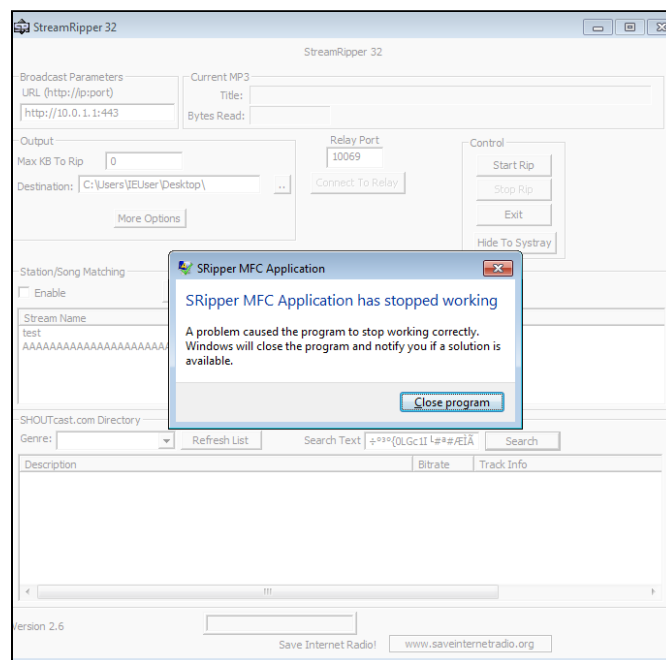 StreamRipper 32
StreamRipper 32
Broadcast Parameters
URL (http://ip:port)
http://10.0.1.1:443
Current MP3
Title:
Bytes Read:
Output
Max KB To Rip 0
Destination: C:\Users\IEUser\Desktop\ ..
More Options
Relay Port
10069
Connect To Relay
Control
Start Rip
Stop Rip
Exit
Hide To Systray
Station/Song Matching
Enable
Stream Name
test
SRipper MFC Application
SRipper MFC Application has stopped working
A problem caused the program to stop working correctly.
Windows will close the program and notify you if a solution is
available.
Close program
SHOUTcast.com Directory
Genre: Refresh List Search Text Search
Description Bitrate Track Info
Version 2.6
Save Internet Radio! www.saveinternetradio.org